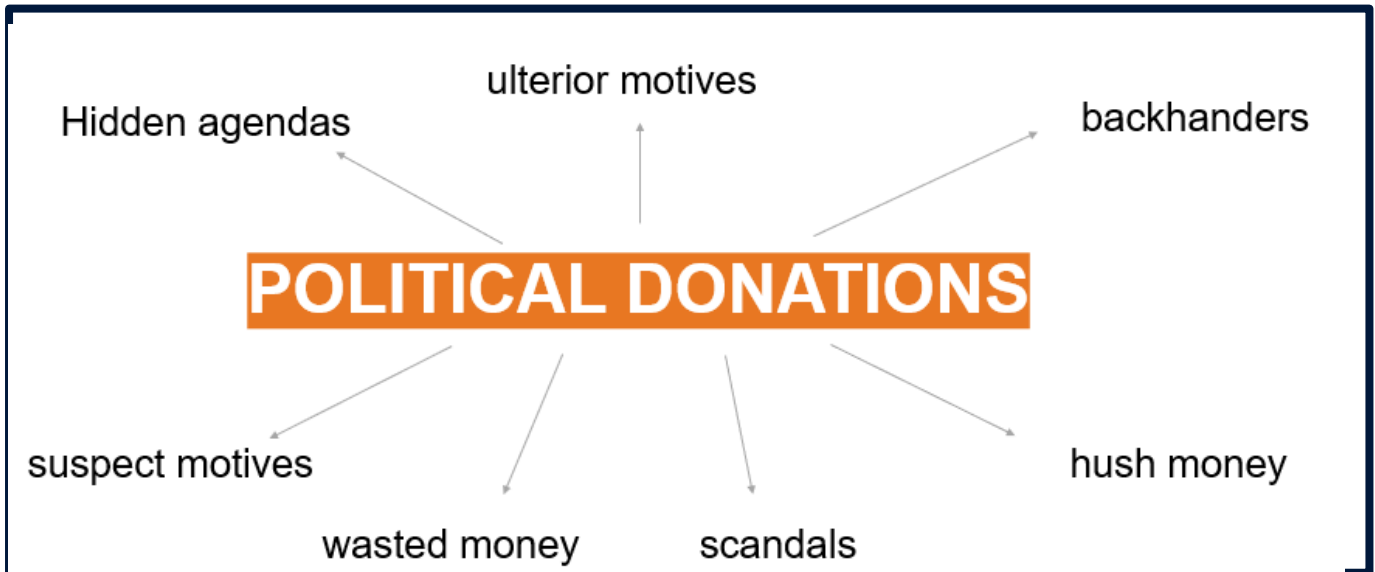 ulterior motives
Hidden agendas
backhanders
POLITICAL DONATIONS
suspect motives
hush money
wasted money
scandals